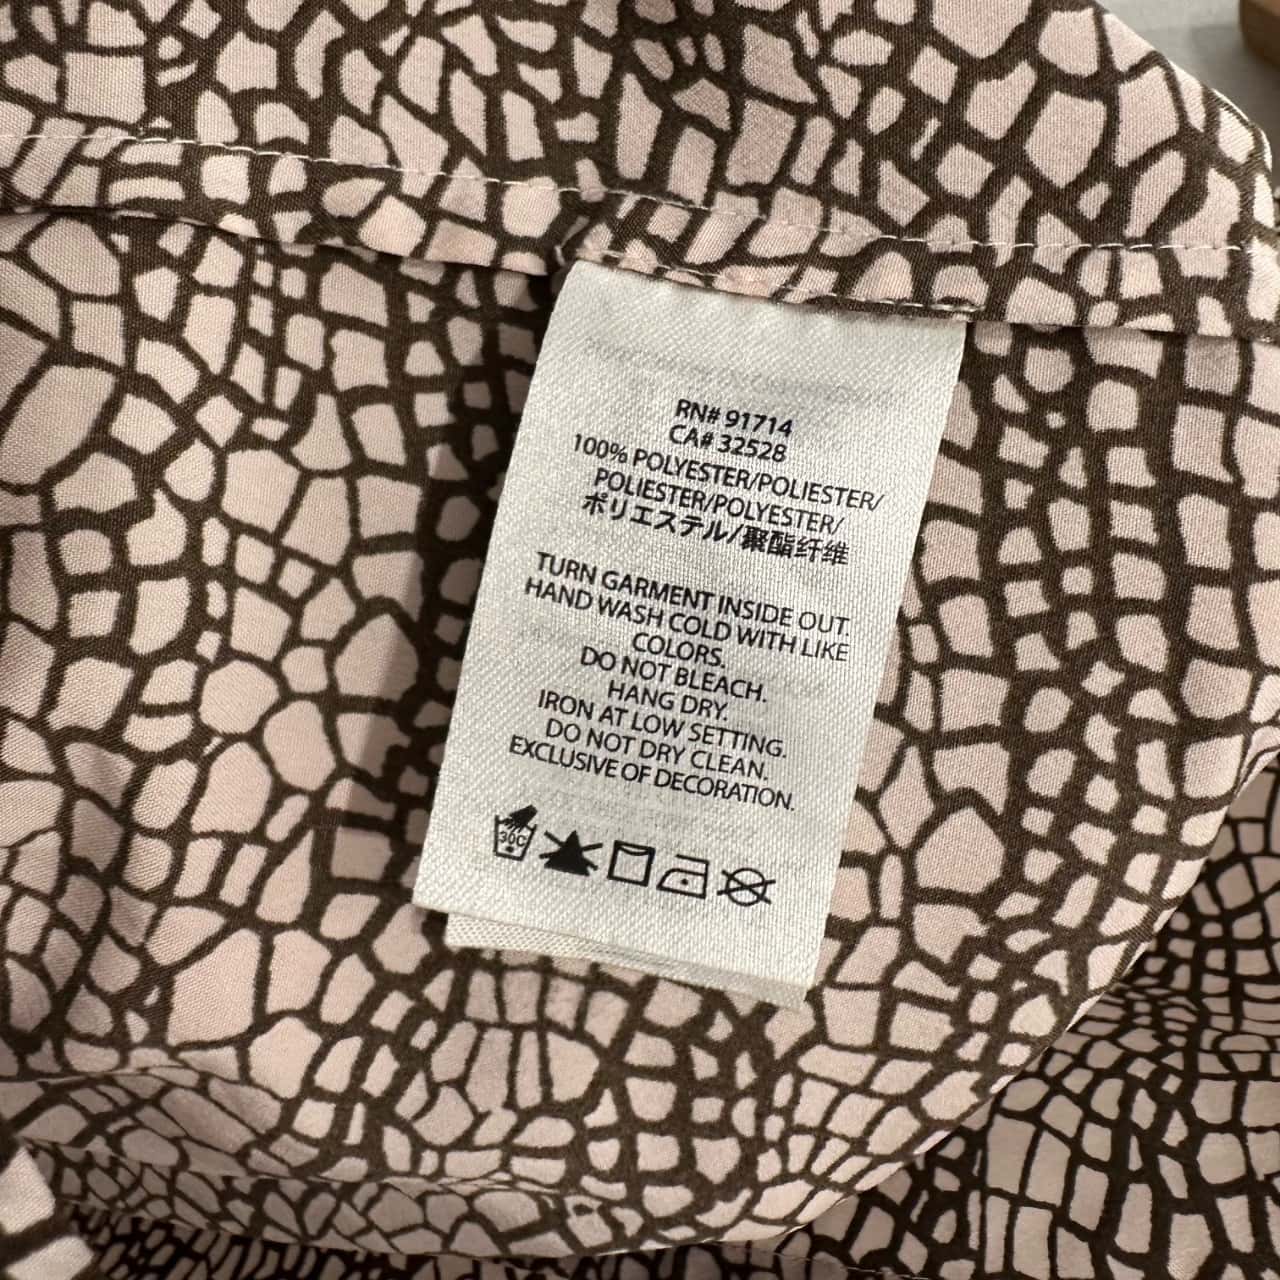 RN# 91714
CA# 32528
100% POLYESTER/POLIESTER/
POLIESTER/POLYESTER/
ポリエステル/聚酯纤维
TURN GARMENT INSIDE OUT.
HAND WASH COLD WITH LIKE
COLORS.
DO NOT BLEACH.
HANG DRY.
IRON AT LOW SETTING.
DO NOT DRY CLEAN.
EXCLUSIVE OF DECORATION.
30C